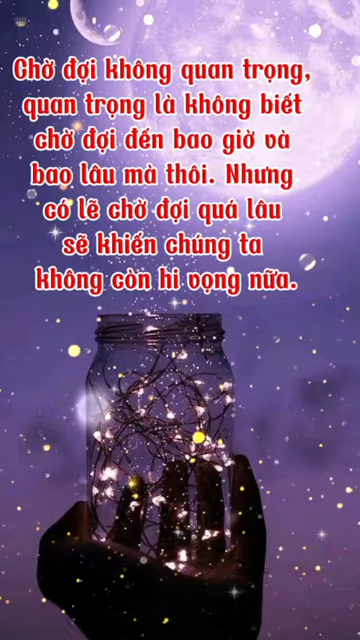 Chờ đợi không quan trọng,
quan trọng là không biết
chờ đợi đến bao giờ và
bao lâu mà thôi. Nhưng
có lẽ chờ đợi quá lâu
sẽ khiến chúng ta
không còn hi vọng nữa.